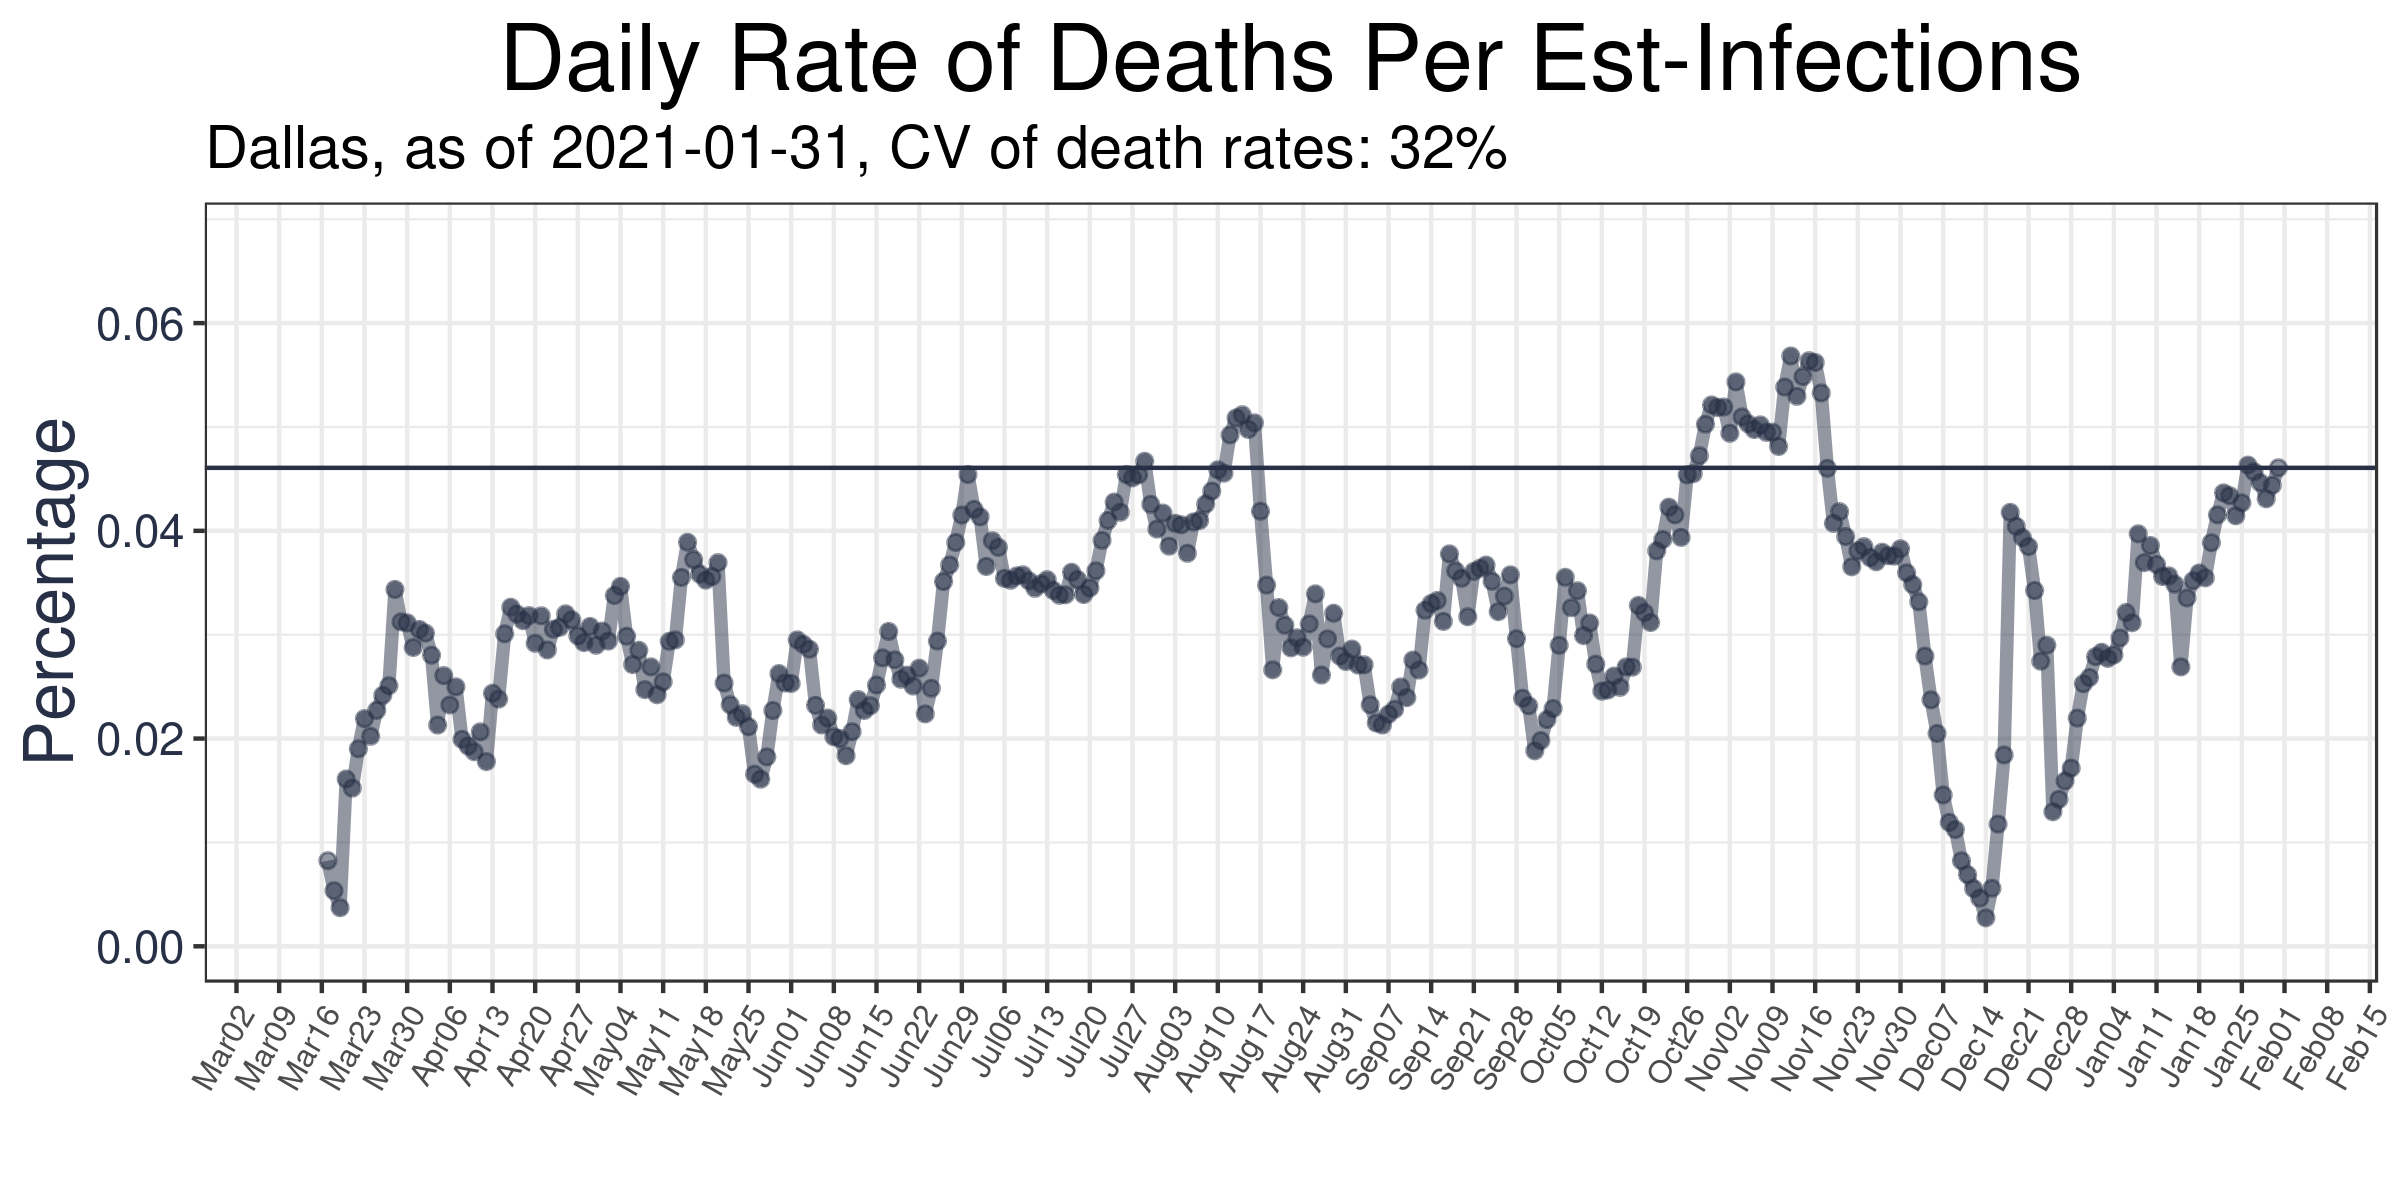 Daily Rate of Deaths Per Est-Infections
Dallas, as of 2021-01-31, CV of death rates: 32%
Percentage
0.06
0.04
0.02
0.00
Mar02
Mar09
Mar16
Mar23
Mar30
Apr06
Apr13
Apr20
Apr27
May04
May11
May18
May25
Jun01
Jun08
Jun15
Jun22
Jun29
Jul06
Jul13
Jul20
Jul27
Aug03
Aug10
Aug17
Aug24
Aug31
Sep07
Sep14
Sep21
Sep28
Oct05
Oct12
Oct19
Oct26
Nov02
Nov09
Nov16
Nov23
Nov30
Dec07
Dec14
Dec21
Dec28
Dec04
Jan11
Jan18
Jan25
Feb01
Feb08
Feb15